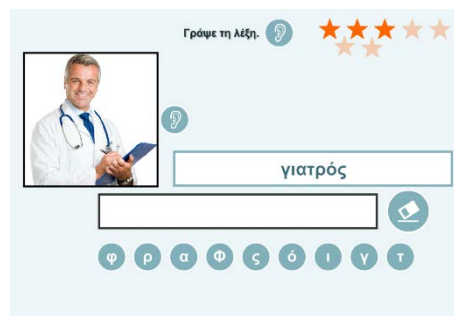 Γράψε τη λέξη.
γιατρός
φ ρ α Φ ς ό ι γ τ